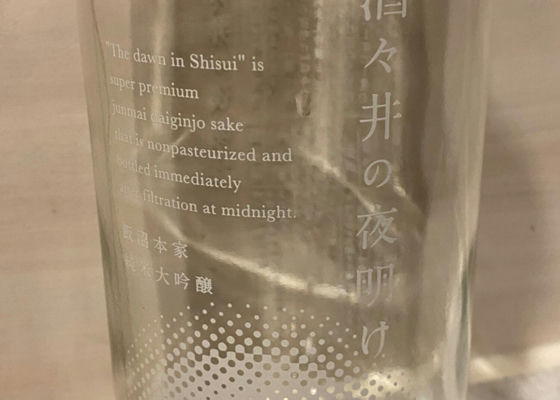 酒々井の夜明け
"The dawn in Shisui" is
super premium
junmai daiginjo sake
that is nonpasteurized and
bottled immediately
after filtration at midnight.
飯沼本家
純米大吟醸